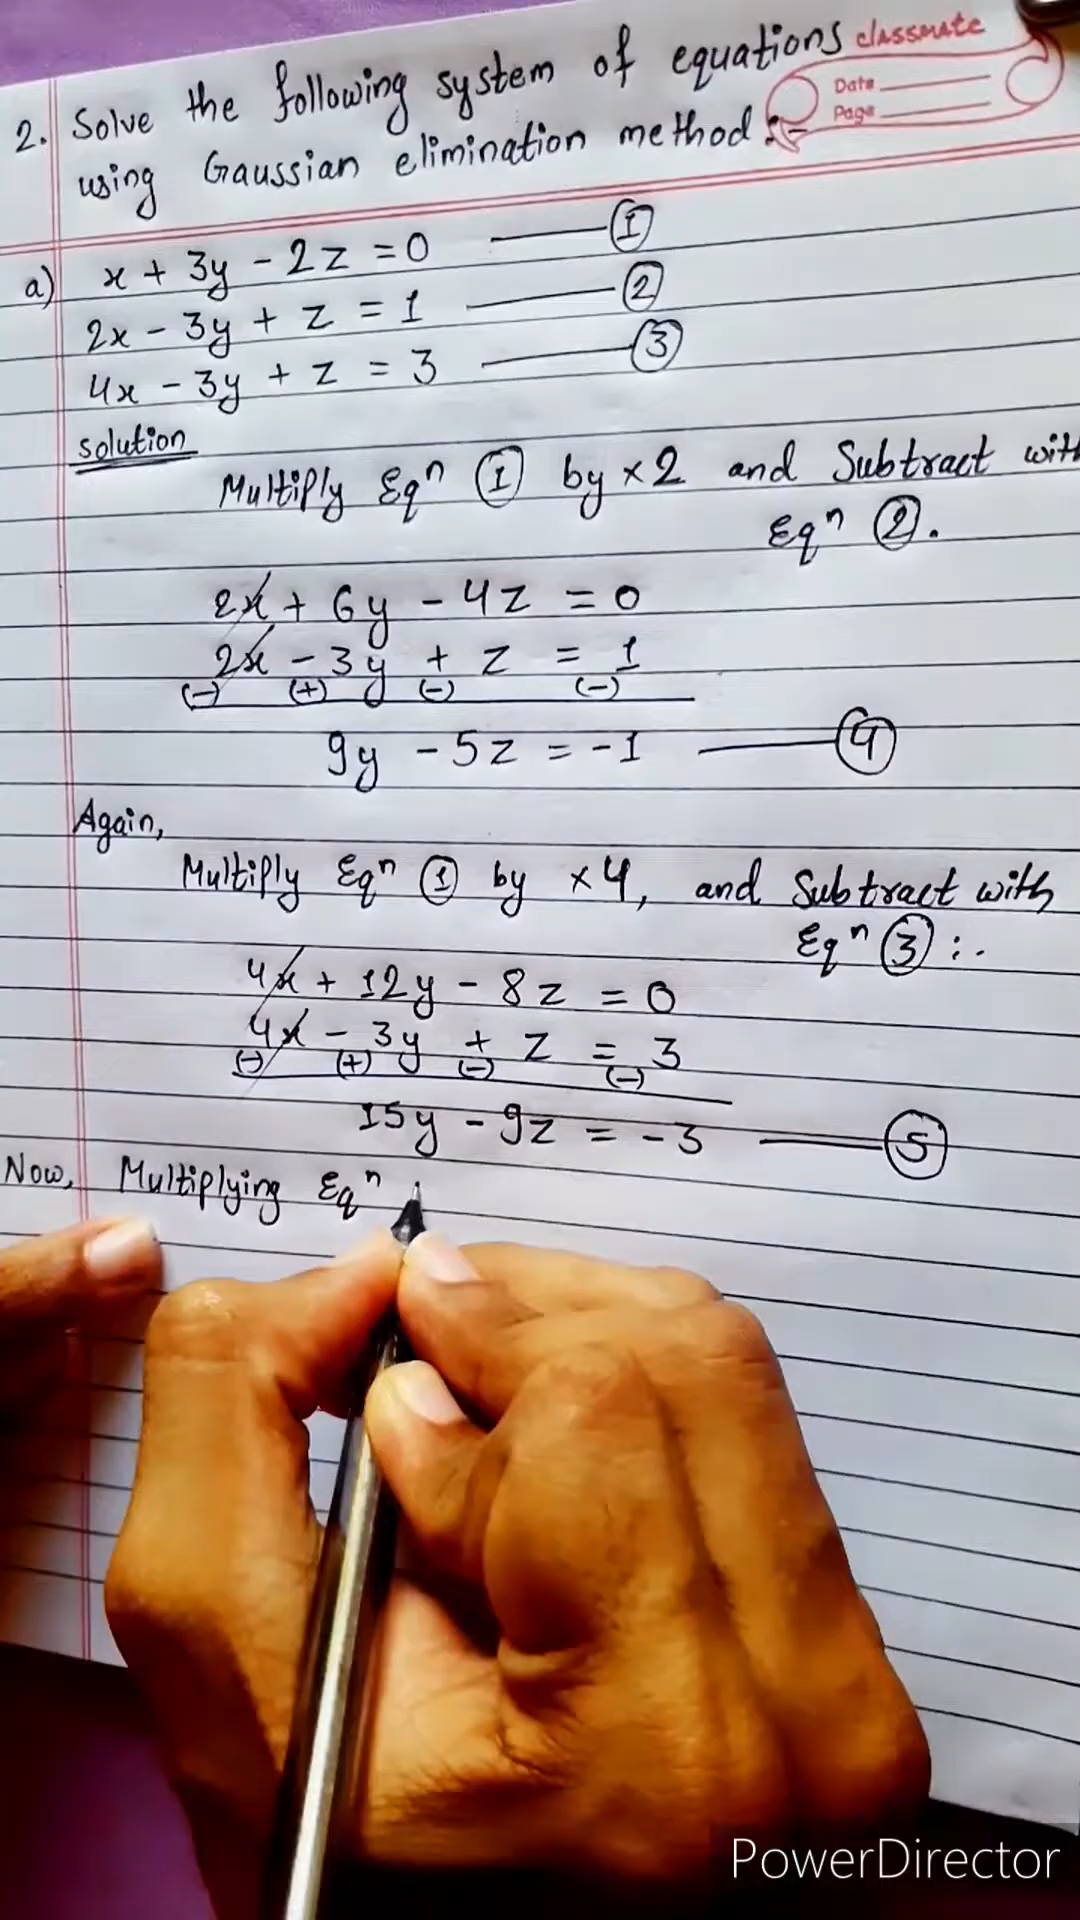 2. Solve the following system of equations
classmate
Date
Page
using Gaussian elimination method :-
a) x + 3y - 2z = 0 ——— ①
2x - 3y + z = 1 ——— ②
4x - 3y + z = 3 ——— ③
solution
Multiply Eqⁿ ① by ×2 and Subtract with
Eqⁿ ②.
2x + 6y - 4z = 0
2x - 3y + z = 1
(-) (+) (-) (-)
9y - 5z = -1 ——— ④
Again,
Multiply Eqⁿ ① by ×4, and Subtract with
Eqⁿ ③ :.
4x + 12y - 8z = 0
4x - 3y + z = 3
(-) (+) (-) (-)
15y - 9z = -3 ——— ⑤
Now, Multiplying Eqⁿ
PowerDirector